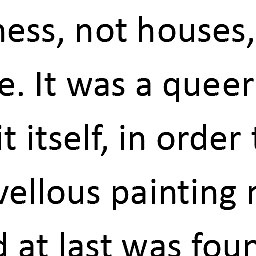 ness, not houses,
e. It was a queer
it itself, in order t
vellous painting r
d at last was foun